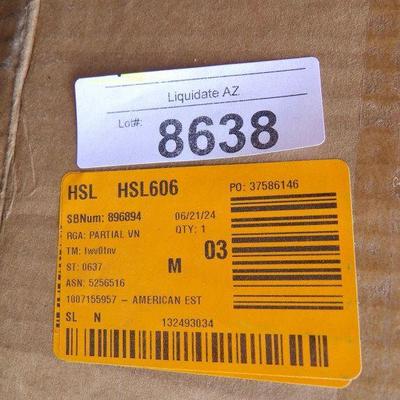 Liquidate AZ
Lot#: 8638
HSL HSL606 PO: 37586146
SBNum: 896894 06/21/24
RGA: PARTIAL VN QTY: 1
TM: lwv01nv 03
ST: 0637 M
ASN: 5256516
1007155957 - AMERICAN EST
SL N 132493034